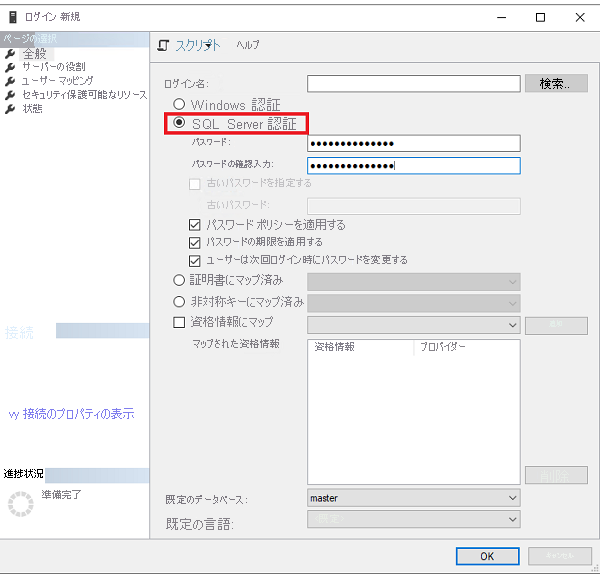 ログイン 新規
ページの選択
全般
サーバーの役割
ユーザー マッピング
セキュリティ保護可能なリソース
状態
接続
vy 接続のプロパティの表示
進捗状況
準備完了
スクリプト ヘルプ
ログイン名:
検索..
Windows 認証
SQL Server 認証
パスワード:
パスワードの確認入力:
古いパスワードを指定する
古いパスワード:
パスワード ポリシーを適用する
パスワードの期限を適用する
ユーザーは次回ログイン時にパスワードを変更する
証明書にマップ済み
非対称キーにマップ済み
資格情報にマップ
マップされた資格情報
資格情報 プロバイダー
既定のデータベース: master
既定の言語:
OK キャンセル